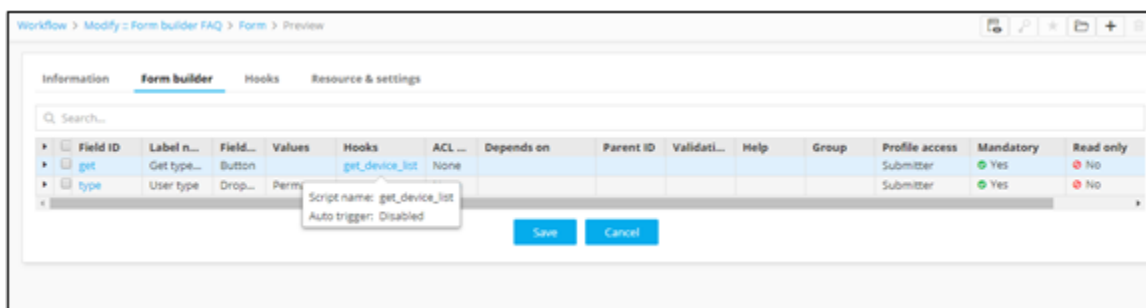 Workflow > Modify :: Form builder FAQ > Form > Preview
Information Form builder Hooks Resource & settings
Search...
Field ID Label n... Field... Values Hooks ACL ... Depends on Parent ID Validati... Help Group Profile access Mandatory Read only
get Get type... Button get_device_list None Submitter Yes No
type User type Drop... Perm Submitter Yes No
Script name: get_device_list
Auto trigger: Disabled
Save Cancel